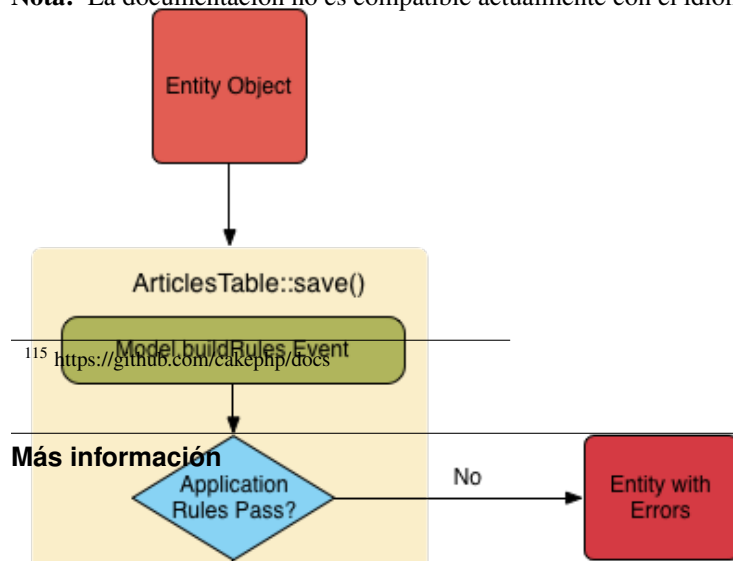 Nota: La documentación no es compatible actualmente con el
Entity Object
ArticlesTable::save()
Model.buildRules Event
115 https://github.com/cakephp/docs
Más información
Application
Rules Pass?
No
Entity with
Errors